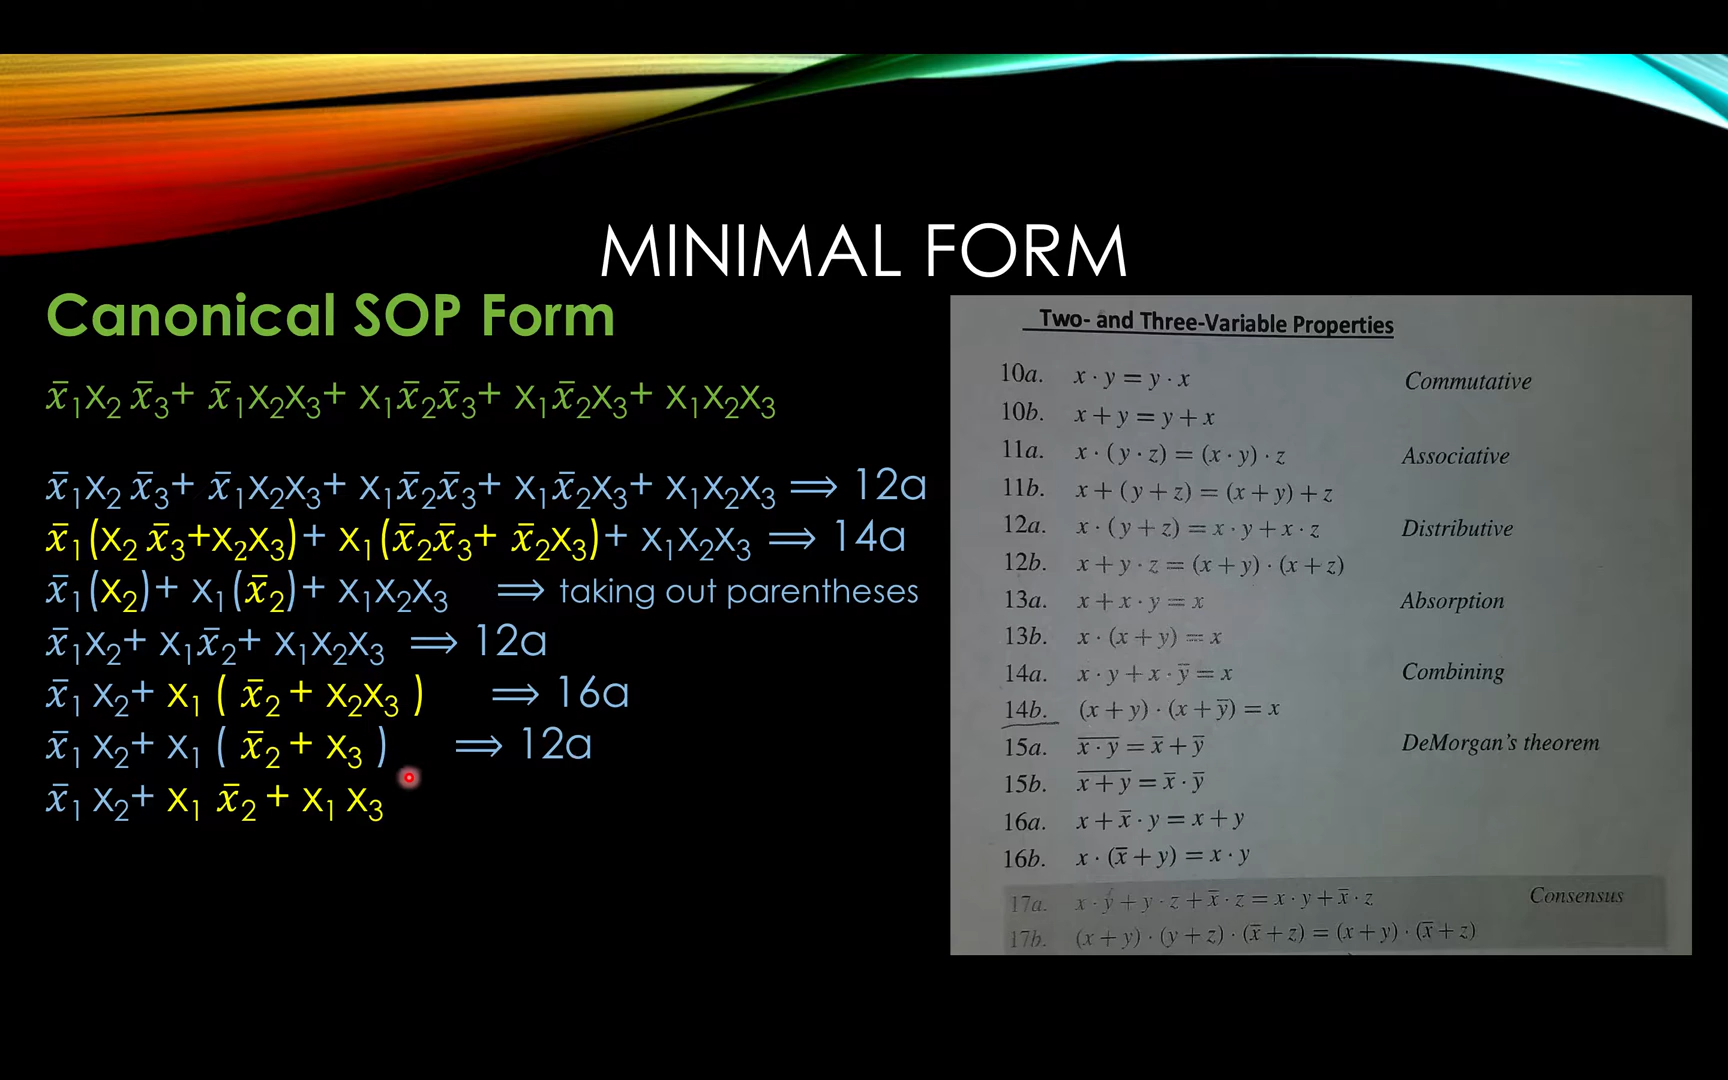 MINIMAL FORM
Canonical SOP Form
x̄₁x₂ x̄₃+ x̄₁x₂x₃+ x₁x̄₂x̄₃+ x₁x̄₂x₃+ x₁x₂x₃
x̄₁x₂ x̄₃+ x̄₁x₂x₃+ x₁x̄₂x̄₃+ x₁x̄₂x₃+ x₁x₂x₃ ⟹ 12a
x̄₁(x₂ x̄₃+x₂x₃)+ x₁(x̄₂x̄₃+ x̄₂x₃)+ x₁x₂x₃ ⟹ 14a
x̄₁(x₂)+ x₁(x̄₂)+ x₁x₂x₃ ⟹ taking out parentheses
x̄₁x₂+ x₁x̄₂+ x₁x₂x₃ ⟹ 12a
x̄₁ x₂+ x₁ ( x̄₂ + x₂x₃ ) ⟹ 16a
x̄₁ x₂+ x₁ ( x̄₂ + x₃ ) ⟹ 12a
x̄₁ x₂+ x₁ x̄₂ + x₁ x₃
Two- and Three-Variable Properties
10a. x · y = y · x Commutative
10b. x + y = y + x
11a. x · ( y · z) = (x · y) · z Associative
11b. x + ( y + z) = (x + y) + z
12a. x · ( y + z) = x · y + x · z Distributive
12b. x + y · z = (x + y) · (x + z)
13a. x + x · y = x Absorption
13b. x · (x + y) = x
14a. x · y + x · ȳ = x Combining
14b. (x + y) · (x + ȳ) = x
15a. x̅ ̅·̅ ̅y̅ = x̄ + ȳ DeMorgan's theorem
15b. x̅ ̅+̅ ̅y̅ = x̄ · ȳ
16a. x + x̄ · y = x + y
16b. x · (x̄ + y) = x · y
17a. x · y + y · z + x̄ · z = x · y + x̄ · z Consensus
17b. (x + y) · (y + z) · (x̄ + z) = (x + y) · (x̄ + z)